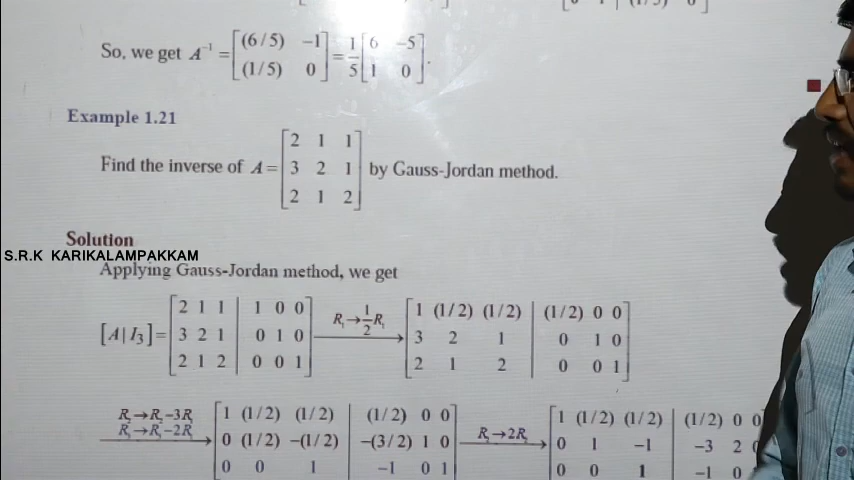 So, we get A⁻¹ = [(6/5) −1; (1/5) 0] = 1/5 [6 −5; 1 0].
Example 1.21
Find the inverse of A = [2 1 1; 3 2 1; 2 1 2] by Gauss-Jordan method.
Solution
S.R.K KARIKALAMPAKKAM
Applying Gauss-Jordan method, we get
[A | I₃] = [2 1 1 | 1 0 0; 3 2 1 | 0 1 0; 2 1 2 | 0 0 1] R₁→½R₁ [1 (1/2) (1/2) | (1/2) 0 0; 3 2 1 | 0 1 0; 2 1 2 | 0 0 1]
R₂→R₂−3R₁ R₃→R₃−2R₁ [1 (1/2) (1/2) | (1/2) 0 0; 0 (1/2) −(1/2) | −(3/2) 1 0; 0 0 1 | −1 0 1] R₂→2R₂ [1 (1/2) (1/2) | (1/2) 0 0; 0 1 −1 | −3 2 0; 0 0 1 | −1 0